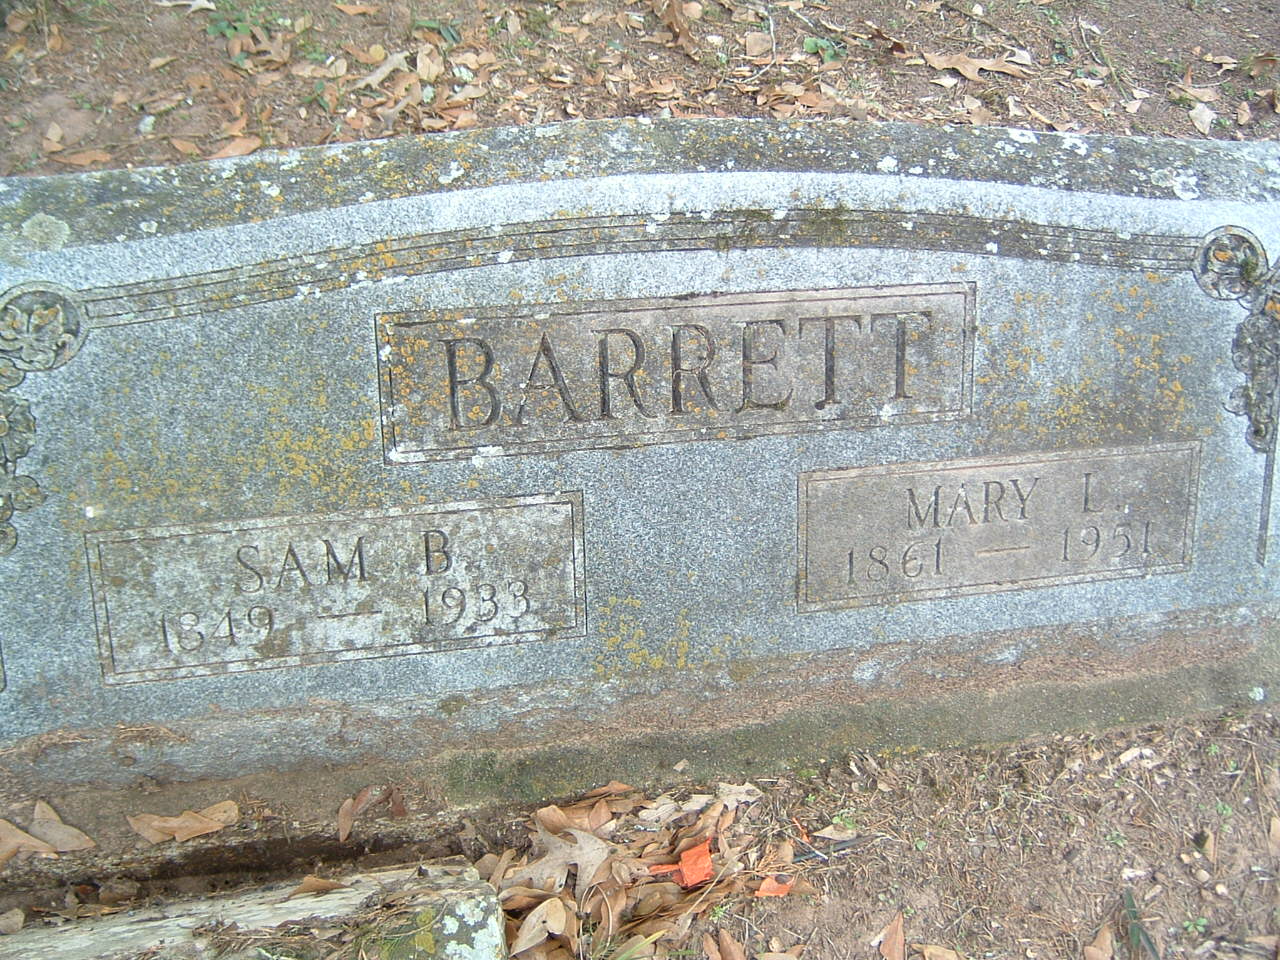 BARRETT
SAM B.
1849 — 1933
MARY L.
1861 — 1951